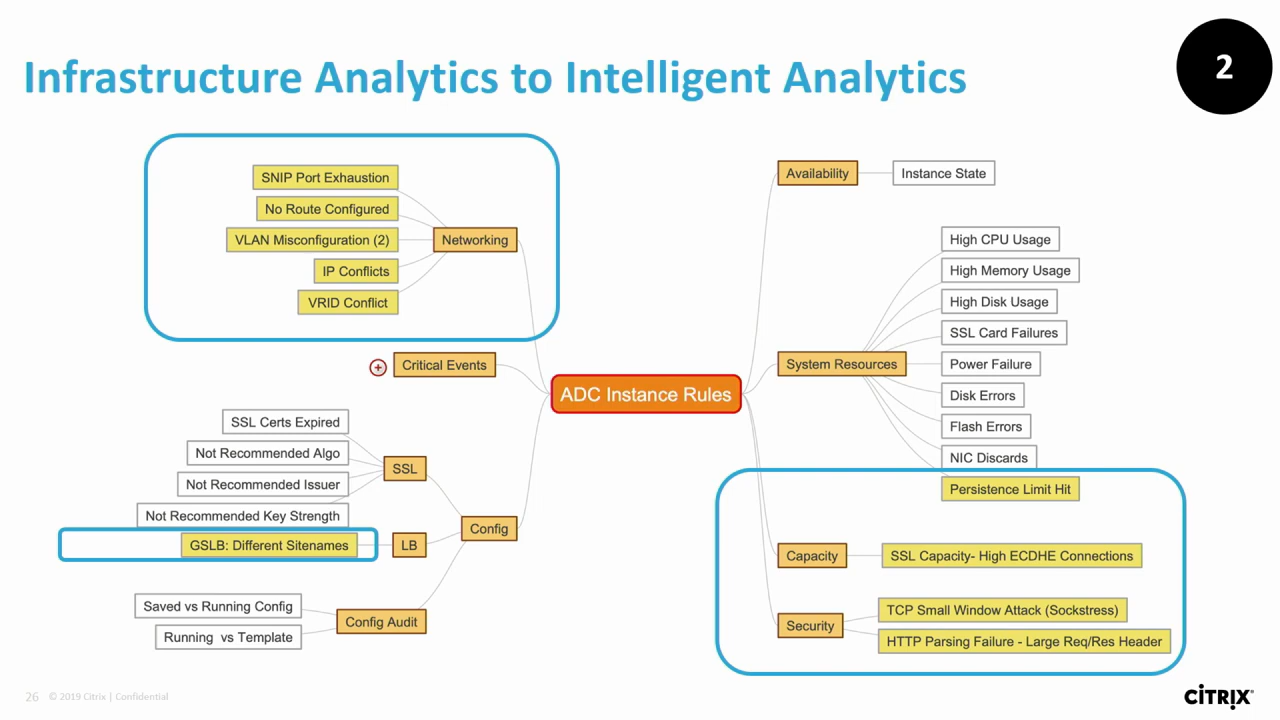 Infrastructure Analytics to Intelligent Analytics
2
SNIP Port Exhaustion
No Route Configured
VLAN Misconfiguration (2)
IP Conflicts
VRID Conflict
Networking
Critical Events
SSL Certs Expired
Not Recommended Algo
Not Recommended Issuer
Not Recommended Key Strength
SSL
GSLB: Different Sitenames
LB
Config
Saved vs Running Config
Running vs Template
Config Audit
ADC Instance Rules
Availability
Instance State
System Resources
High CPU Usage
High Memory Usage
High Disk Usage
SSL Card Failures
Power Failure
Disk Errors
Flash Errors
NIC Discards
Persistence Limit Hit
Capacity
SSL Capacity- High ECDHE Connections
Security
TCP Small Window Attack (Sockstress)
HTTP Parsing Failure - Large Req/Res Header
26 © 2019 Citrix | Confidential
CITRIX